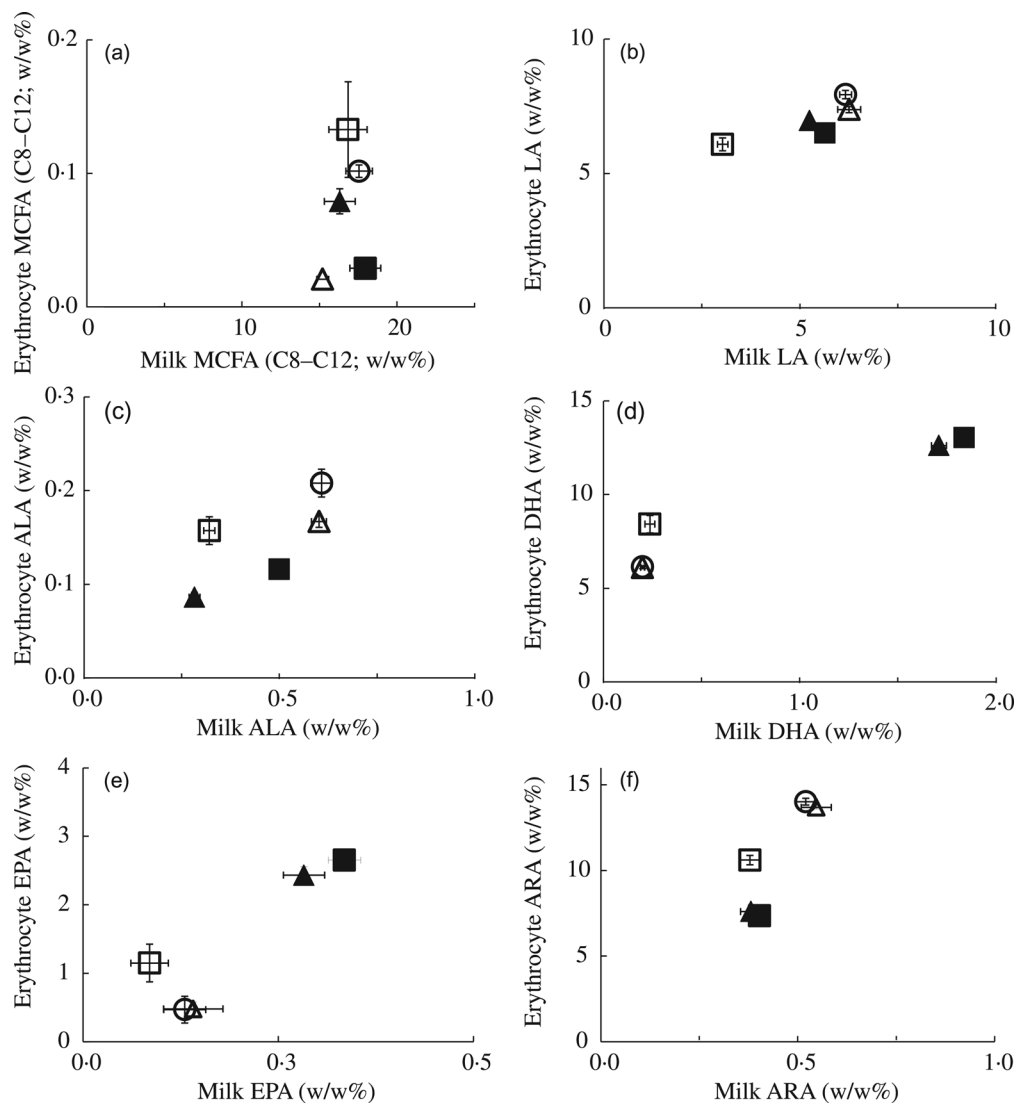 (a)
Erythrocyte MCFA (C8–C12; w/w%)
0·2
0·1
0·0
0
10
20
Milk MCFA (C8–C12; w/w%)
(b)
Erythrocyte LA (w/w%)
10
5
0
0
5
10
Milk LA (w/w%)
(c)
Erythrocyte ALA (w/w%)
0·3
0·2
0·1
0·0
0·0
0·5
1·0
Milk ALA (w/w%)
(d)
Erythrocyte DHA (w/w%)
15
10
5
0
0·0
1·0
2·0
Milk DHA (w/w%)
(e)
Erythrocyte EPA (w/w%)
4
3
2
1
0
0·0
0·3
0·5
Milk EPA (w/w%)
(f)
Erythrocyte ARA (w/w%)
15
10
5
0
0·0
0·5
1·0
Milk ARA (w/w%)